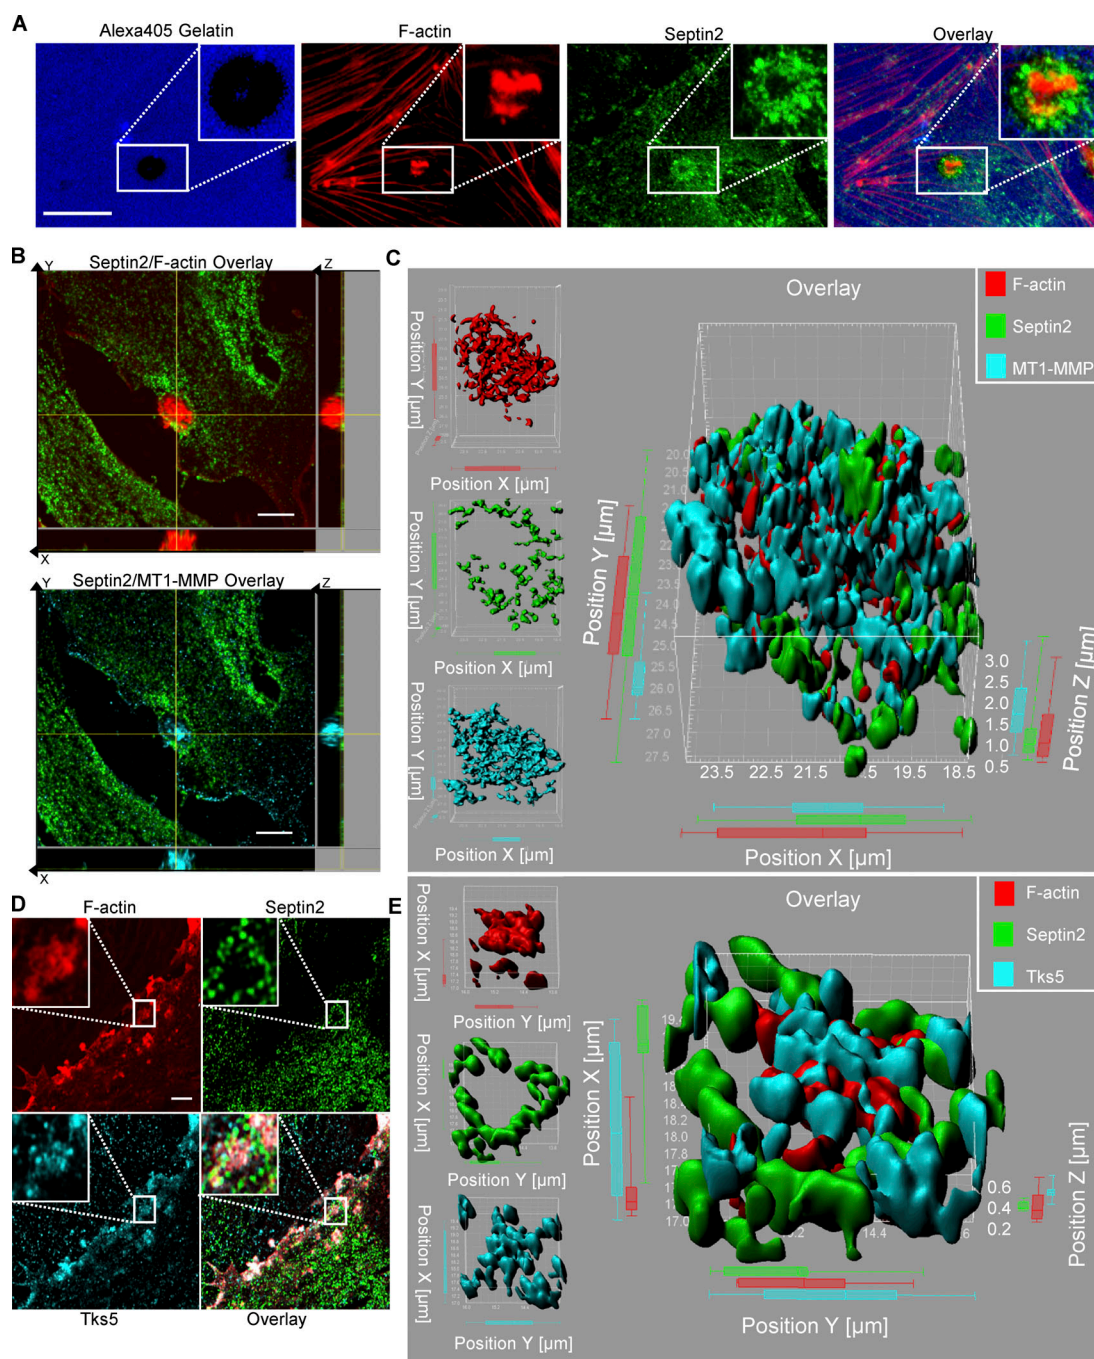 A
Alexa405 Gelatin
F-actin
Septin2
Overlay
B
Septin2/F-actin Overlay
Y
Z
X
Septin2/MT1-MMP Overlay
Y
Z
X
C
Overlay
F-actin
Septin2
MT1-MMP
Position Y [µm]
Position X [µm]
Position Y [µm]
Position X [µm]
Position Y [µm]
Position X [µm]
Position Y [µm]
20.0
20.5
21.0
23.5
24.0
24.5
25.0
25.5
26.0
26.5
27.0
27.5
3.0
2.5
2.0
1.5
1.0
0.5
Position Z [µm]
23.5 22.5 21.5 19.5 18.5
Position X [µm]
D
F-actin
Septin2
Tks5
Overlay
E
Overlay
F-actin
Septin2
Tks5
Position X [µm]
Position Y [µm]
Position X [µm]
Position Y [µm]
Position X [µm]
Position Y [µm]
Position X [µm]
18.4
18.2
18.0
17.8
17.0
0.6
0.4
0.2
Position Z [µm]
14.4
Position Y [µm]